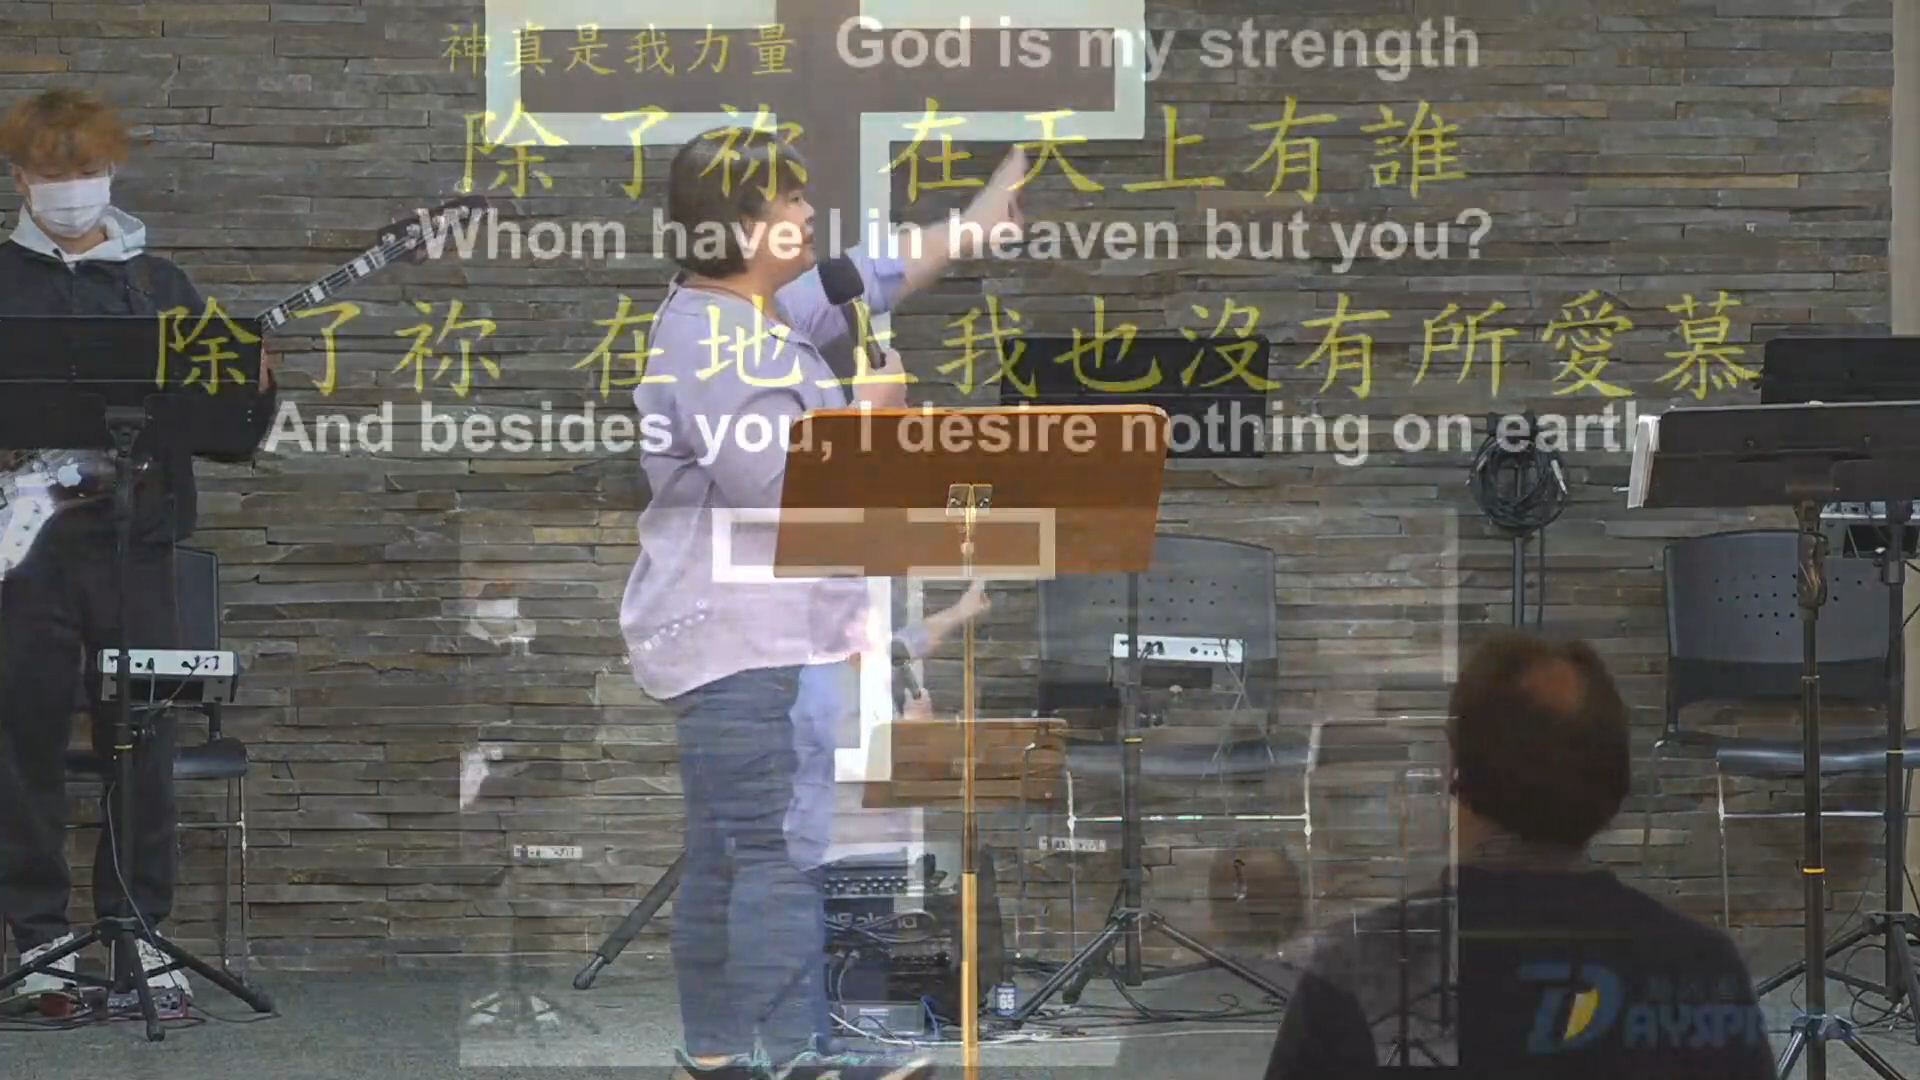 神真是我力量 God is my strength
除了祢 在天上有誰
Whom have I in heaven but you?
除了祢 在地上我也沒有所愛慕
And besides you, I desire nothing on earth
65